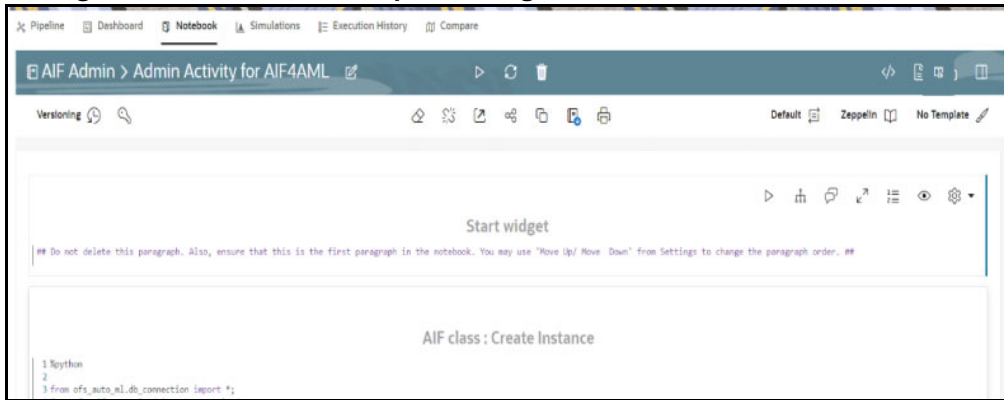 Pipeline Dashboard Notebook Simulations Execution History Compare
AIF Admin > Admin Activity for AIF4AML
Versioning Default Zeppelin No Template
Start widget
## Do not delete this paragraph. Also, ensure that this is the first paragraph in the notebook. You may use 'Move Up/ Move Down' from Settings to change the paragraph order. ##
AIF class : Create Instance
1 %python
2
3 from ofs_auto_ml.db_connection import *;